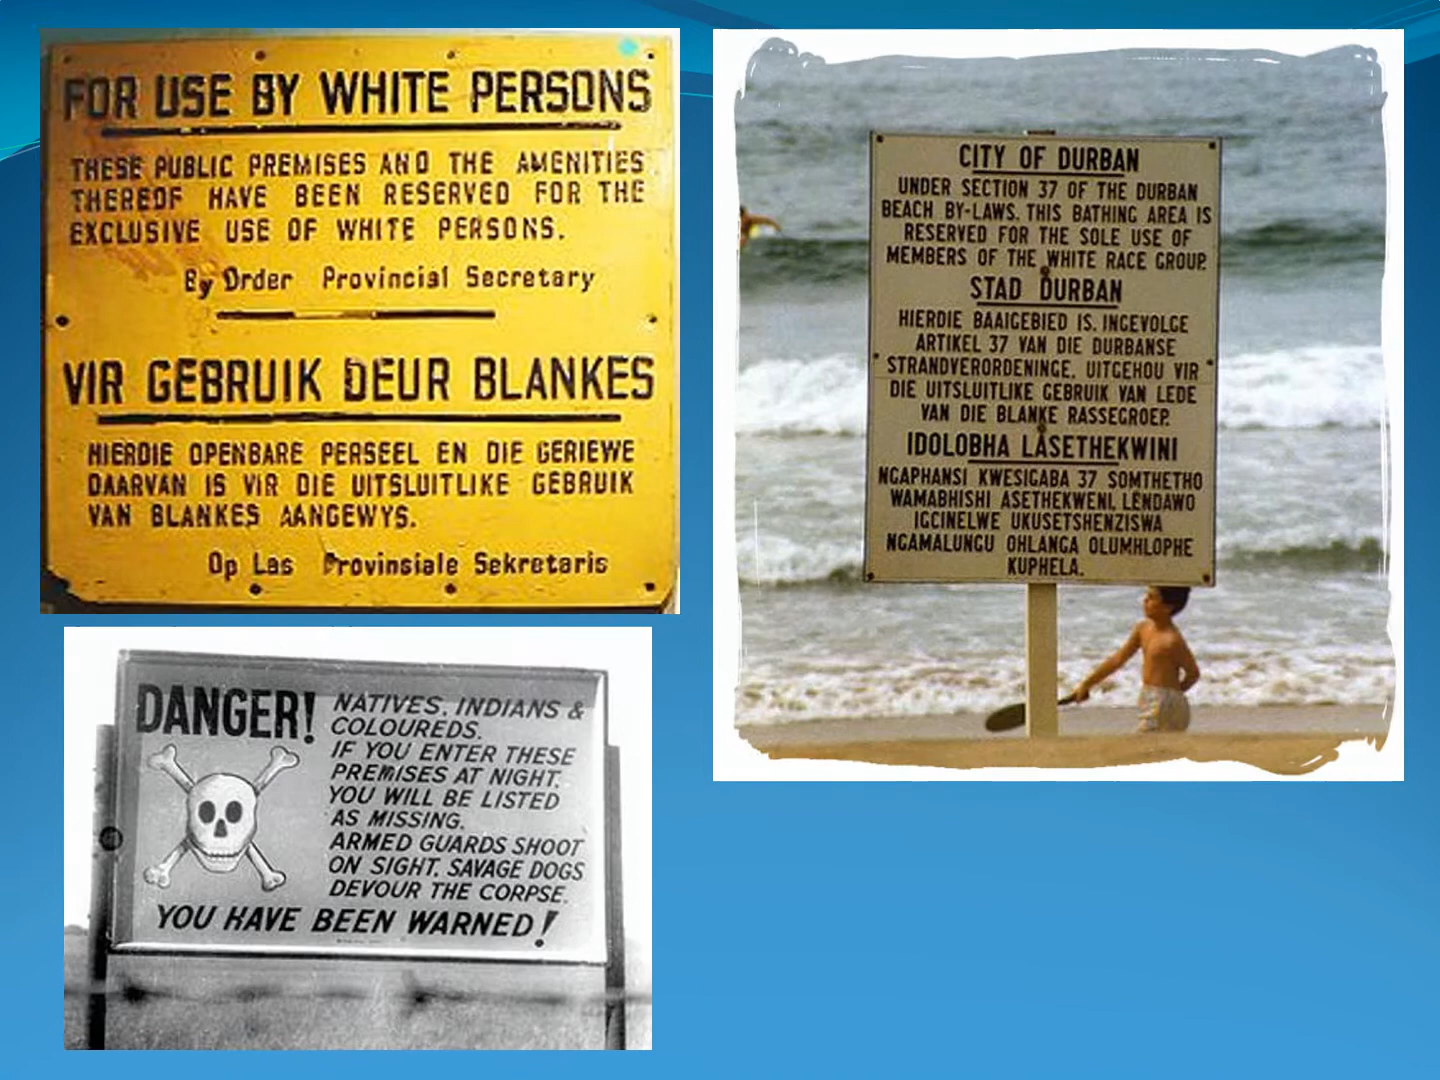 FOR USE BY WHITE PERSONS
THESE PUBLIC PREMISES AND THE AMENITIES
THEREOF HAVE BEEN RESERVED FOR THE
EXCLUSIVE USE OF WHITE PERSONS.
By Order Provincial Secretary
VIR GEBRUIK DEUR BLANKES
HIERDIE OPENBARE PERSEEL EN DIE GERIEWE
DAARVAN IS VIR DIE UITSLUITLIKE GEBRUIK
VAN BLANKES AANGEWYS.
Op Las Provinsiale Sekretaris
CITY OF DURBAN
UNDER SECTION 37 OF THE DURBAN
BEACH BY-LAWS, THIS BATHING AREA IS
RESERVED FOR THE SOLE USE OF
MEMBERS OF THE WHITE RACE GROUP.
STAD DURBAN
HIERDIE BAAIGEBIED IS, INGEVOLGE
ARTIKEL 37 VAN DIE DURBANSE
STRANDVERORDENINGE, UITGEHOU VIR
DIE UITSLUITLIKE GEBRUIK VAN LEDE
VAN DIE BLANKE RASSEGROEP.
IDOLOBHA LASETHEKWINI
NGAPHANSI KWESIGABA 37 SOMTHETHO
WAMABHISHI ASETHEKWENI, LENDAWO
IGCINELWE UKUSETSHENZISWA
NGAMALUNGU OHLANGA OLUMHLOPHE
KUPHELA.
DANGER!
NATIVES, INDIANS &
COLOUREDS.
IF YOU ENTER THESE
PREMISES AT NIGHT,
YOU WILL BE LISTED
AS MISSING.
ARMED GUARDS SHOOT
ON SIGHT. SAVAGE DOGS
DEVOUR THE CORPSE.
YOU HAVE BEEN WARNED!